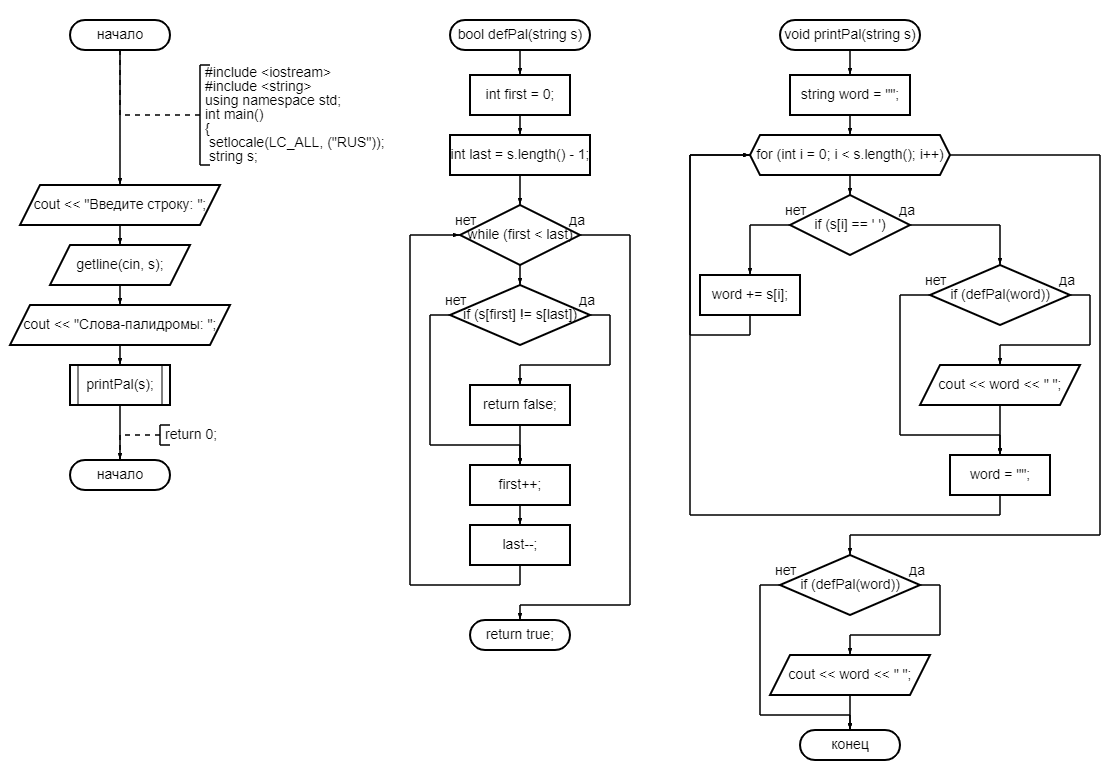 начало
#include <iostream>
#include <string>
using namespace std;
int main()
{
setlocale(LC_ALL, ("RUS"));
string s;
cout << "Введите строку: ";
getline(cin, s);
cout << "Слова-палидромы: ";
printPal(s);
return 0;
начало
bool defPal(string s)
int first = 0;
int last = s.length() - 1;
нет
да
while (first < last)
нет
да
if (s[first] != s[last])
return false;
first++;
last--;
return true;
void printPal(string s)
string word = "";
for (int i = 0; i < s.length(); i++)
нет
да
if (s[i] == ' ')
word += s[i];
нет
да
if (defPal(word))
cout << word << " ";
word = "";
нет
да
if (defPal(word))
cout << word << " ";
конец